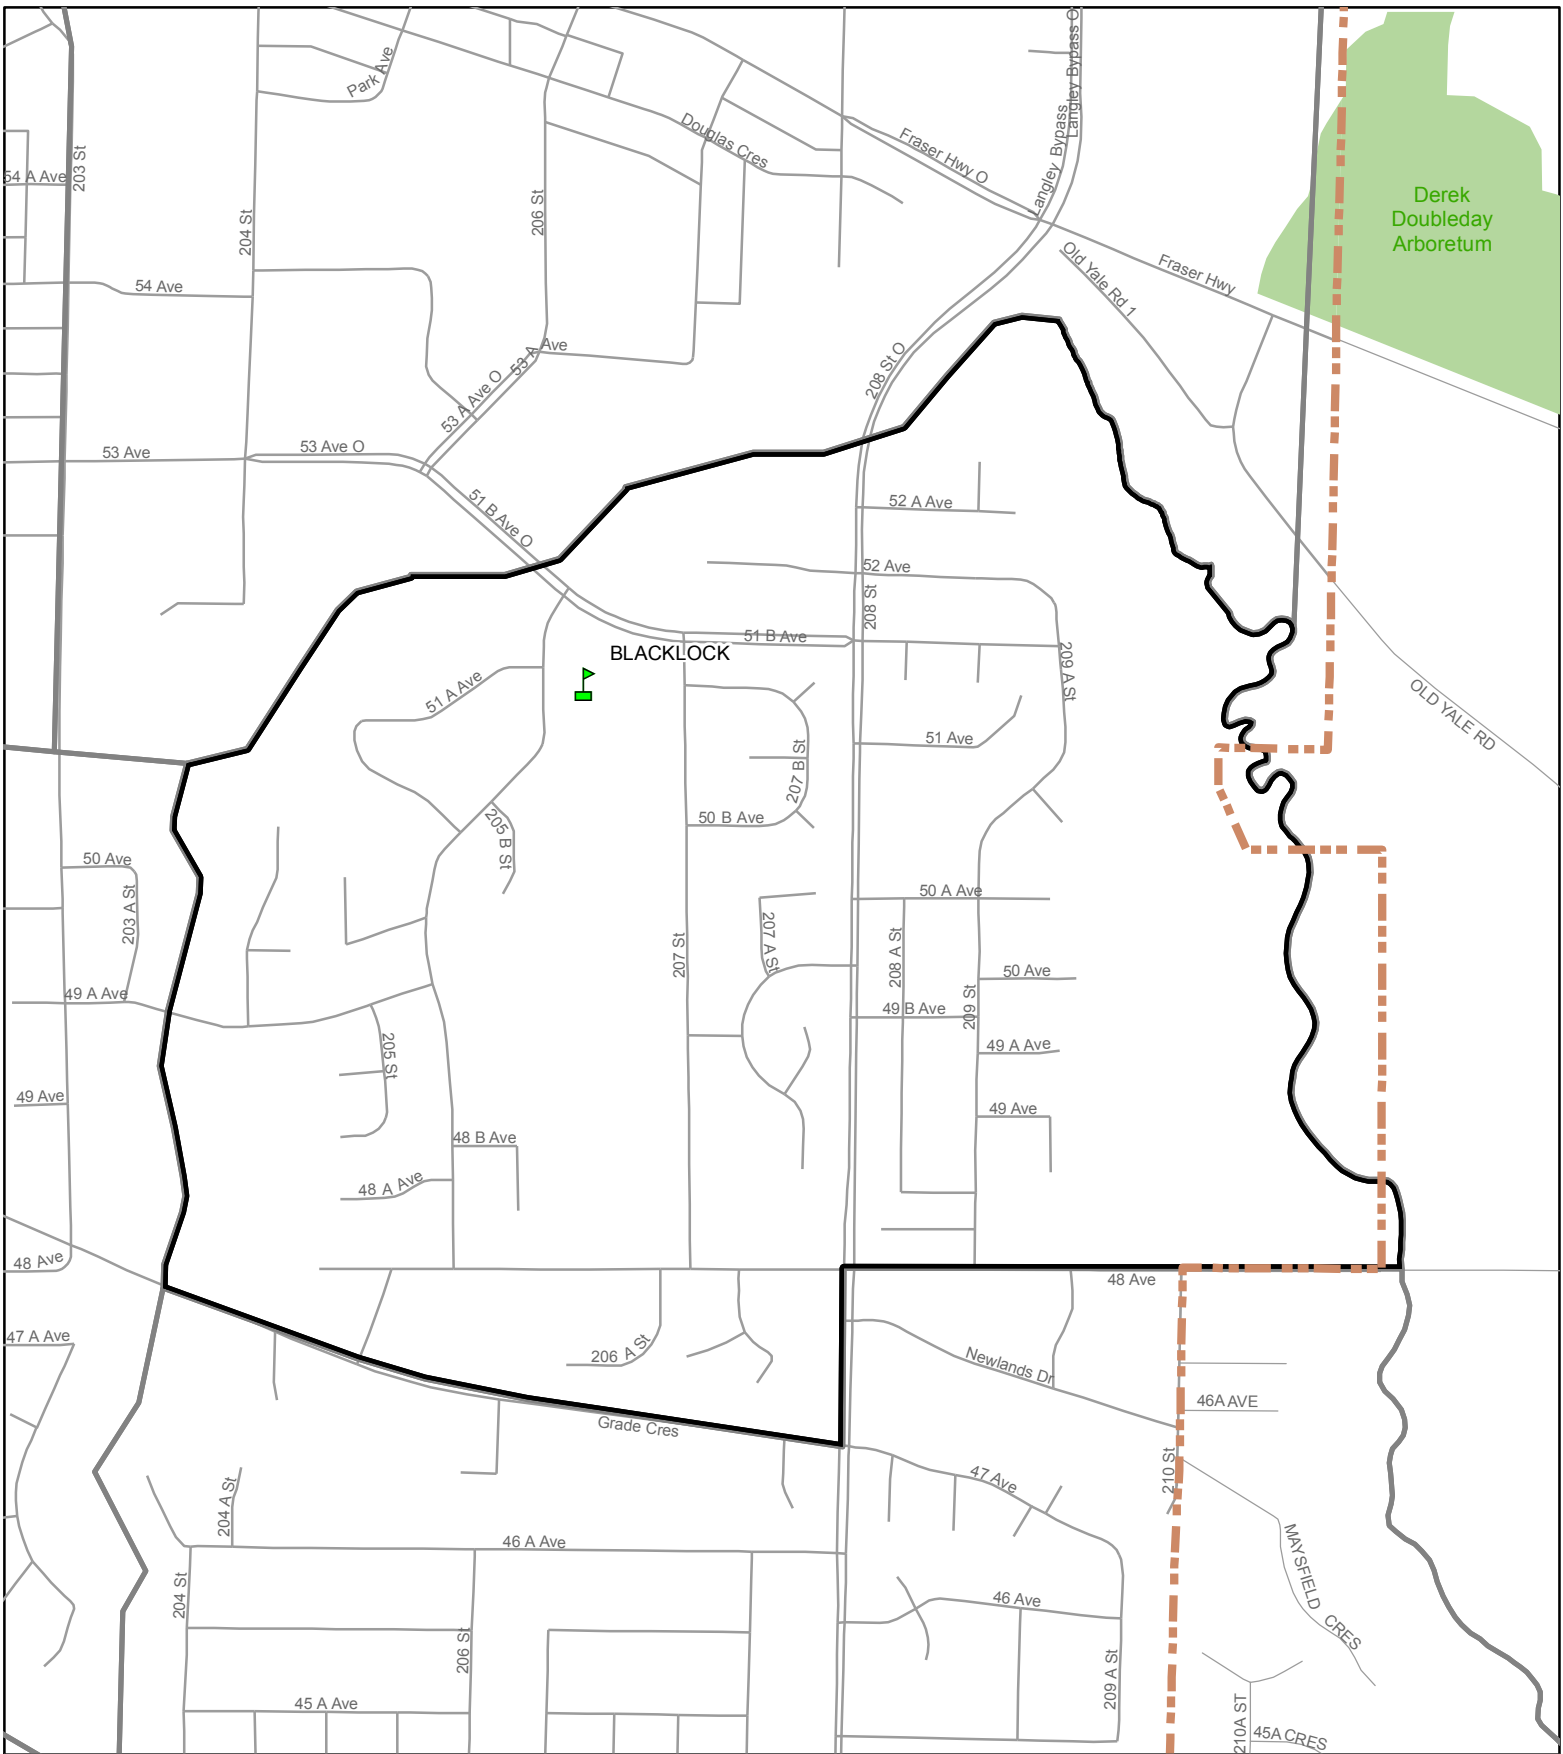 Langley Bypass O
Park Ave
203 St
54 A Ave
204 St
206 St
Douglas Cres
Fraser Hwy O
Langley Bypass
Derek
Doubleday
Arboretum
Old Yale Rd 1
Fraser Hwy
54 Ave
53 A Ave
53 A Ave O
208 St O
53 Ave
53 Ave O
51 B Ave O
52 A Ave
52 Ave
208 St
51 B Ave
BLACKLOCK
209 A St
51 A Ave
OLD YALE RD
51 Ave
207 B St
205 B St
50 B Ave
50 Ave
203 A St
50 A Ave
207 A St
207 St
208 A St
50 Ave
49 A Ave
49 B Ave
209 St
205 St
49 A Ave
49 Ave
49 Ave
48 B Ave
48 A Ave
48 Ave
48 Ave
47 A Ave
206 A St
Newlands Dr
46A AVE
Grade Cres
47 Ave
210 St
204 A St
46 A Ave
MAYSFIELD CRES
204 St
46 Ave
206 St
209 A St
45 A Ave
210A ST
45A CRES